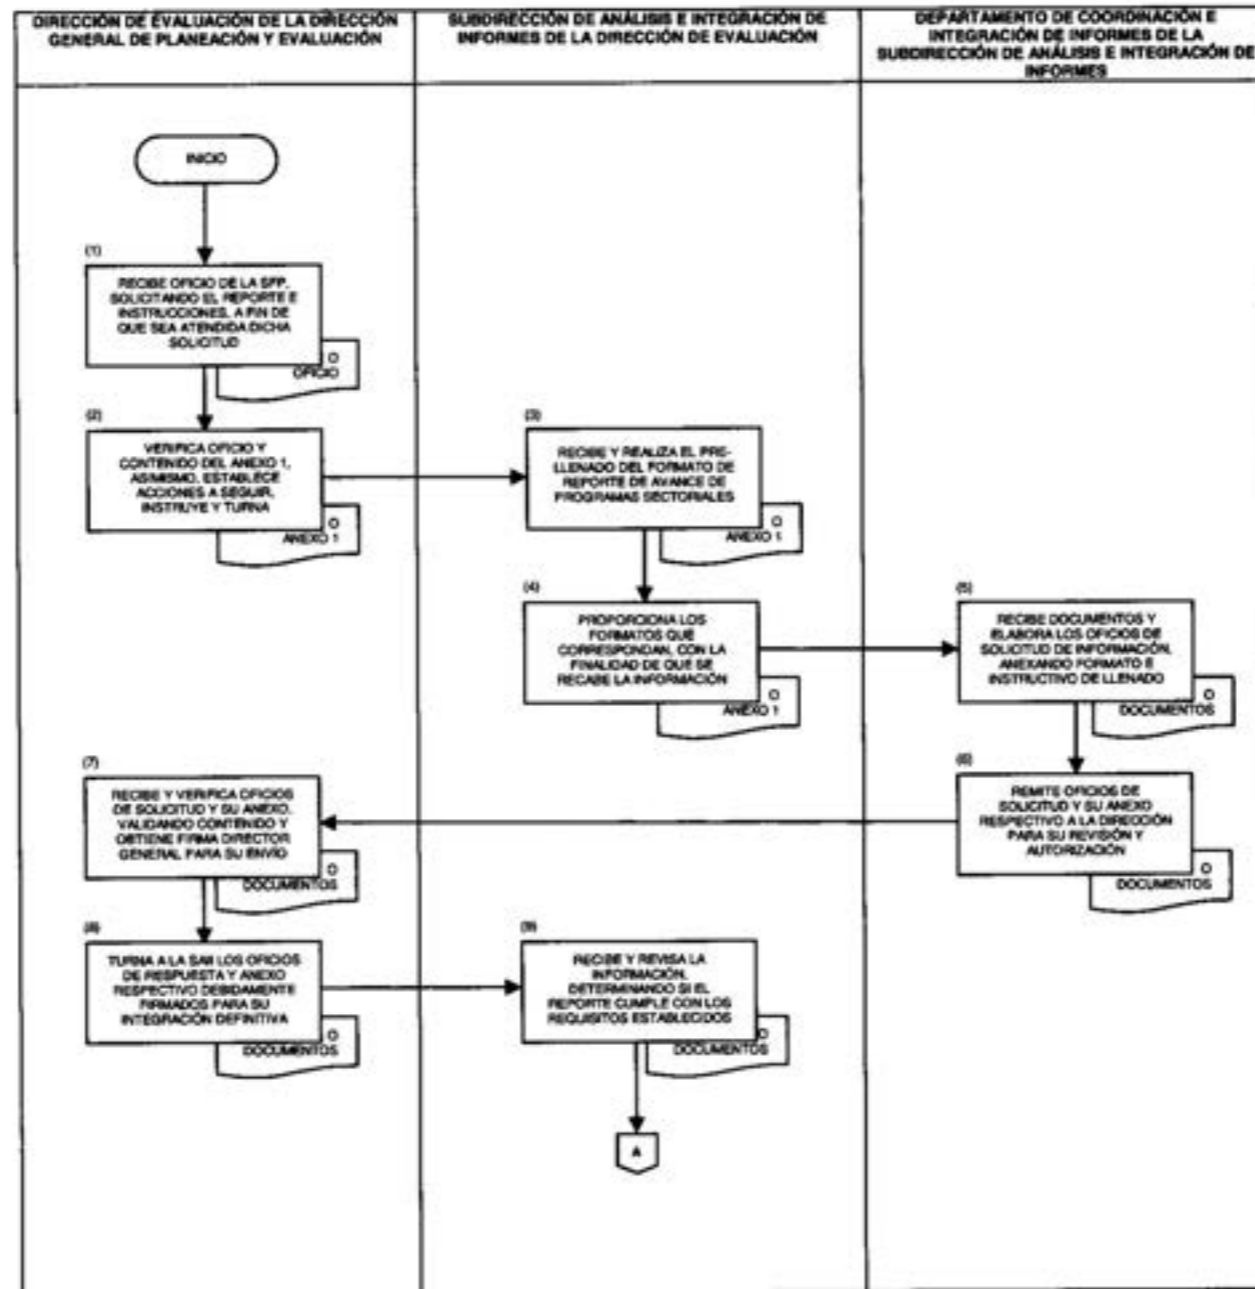 DIRECCIÓN DE EVALUACIÓN DE LA DIRECCIÓN
GENERAL DE PLANEACIÓN Y EVALUACIÓN
SUBDIRECCIÓN DE ANÁLISIS E INTEGRACIÓN DE
INFORMES DE LA DIRECCIÓN DE EVALUACIÓN
DEPARTAMENTO DE COORDINACIÓN E
INTEGRACIÓN DE INFORMES DE LA
SUBDIRECCIÓN DE ANÁLISIS E INTEGRACIÓN DE
INFORMES
INICIO
(1)
RECIBE OFICIO DE LA SFP,
SOLICITANDO EL REPORTE E
INSTRUCCIONES, A FIN DE
QUE SEA ATENDIDA DICHA
SOLICITUD
O
OFICIO
(2)
VERIFICA OFICIO Y
CONTENIDO DEL ANEXO 1,
ASIMISMO, ESTABLECE
ACCIONES A SEGUIR,
INSTRUYE Y TURNA
O
ANEXO 1
(3)
RECIBE Y REALIZA EL PRE-
LLENADO DEL FORMATO DE
REPORTE DE AVANCE DE
PROGRAMAS SECTORIALES
O
ANEXO 1
(4)
PROPORCIONA LOS
FORMATOS QUE
CORRESPONDAN, CON LA
FINALIDAD DE QUE SE
RECABE LA INFORMACIÓN
O
ANEXO 1
(5)
RECIBE DOCUMENTOS Y
ELABORA LOS OFICIOS DE
SOLICITUD DE INFORMACIÓN,
ANEXANDO FORMATO E
INSTRUCTIVO DE LLENADO
O
DOCUMENTOS
(6)
REMITE OFICIOS DE
SOLICITUD Y SU ANEXO
RESPECTIVO A LA DIRECCIÓN
PARA SU REVISIÓN Y
AUTORIZACIÓN
O
DOCUMENTOS
(7)
RECIBE Y VERIFICA OFICIOS
DE SOLICITUD Y SU ANEXO,
VALIDANDO CONTENIDO Y
OBTIENE FIRMA DIRECTOR
GENERAL PARA SU ENVÍO
O
DOCUMENTOS
(8)
TURNA A LA SAII LOS OFICIOS
DE RESPUESTA Y ANEXO
RESPECTIVO DEBIDAMENTE
FIRMADOS PARA SU
INTEGRACIÓN DEFINITIVA
O
DOCUMENTOS
(9)
RECIBE Y REVISA LA
INFORMACIÓN,
DETERMINANDO SI EL
REPORTE CUMPLE CON LOS
REQUISITOS ESTABLECIDOS
O
DOCUMENTOS
A